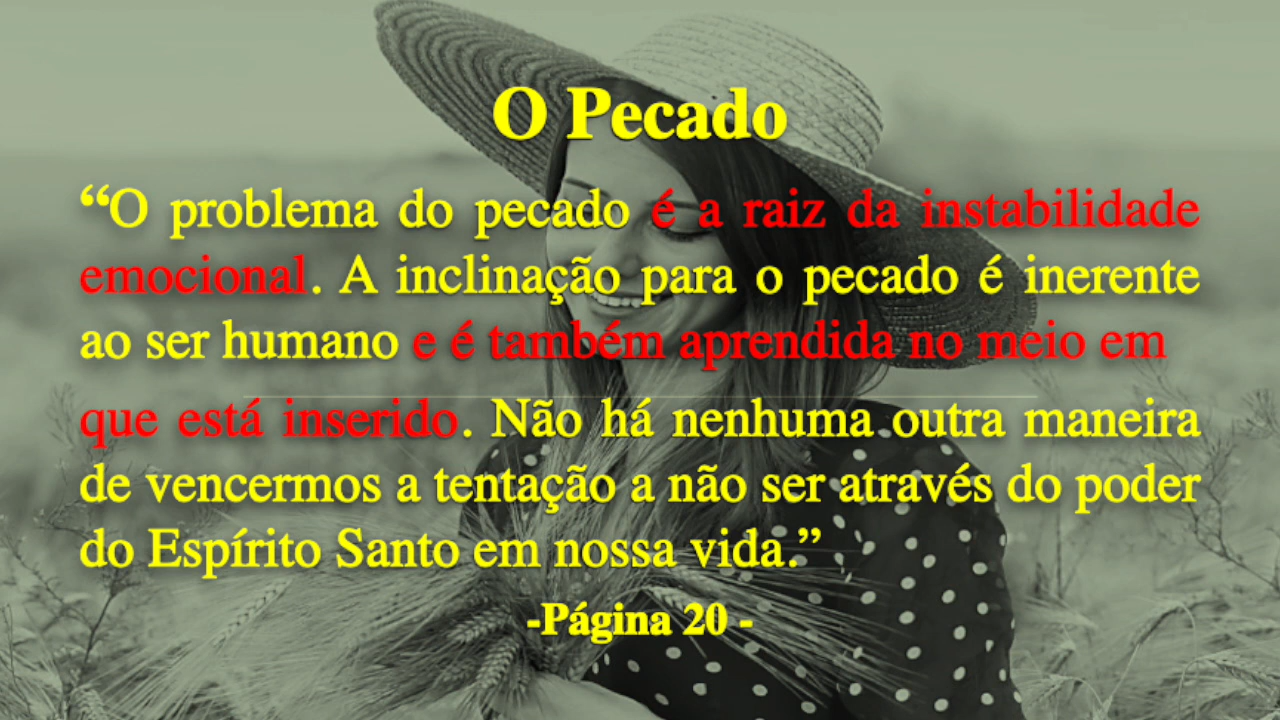 O Pecado
“O problema do pecado é a raiz da instabilidade
emocional. A inclinação para o pecado é inerente
ao ser humano e é também aprendida no meio em
que está inserido. Não há nenhuma outra maneira
de vencermos a tentação a não ser através do poder
do Espírito Santo em nossa vida.”
-Página 20 -